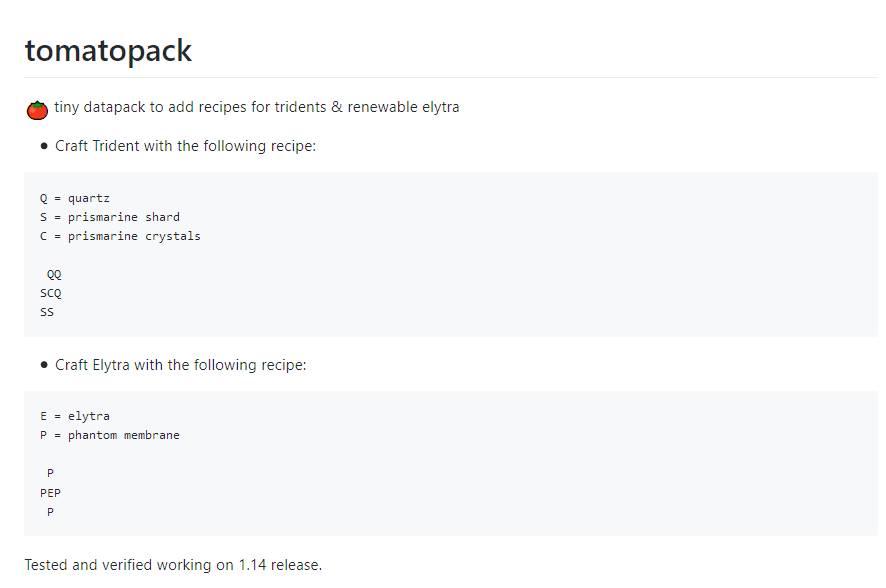 tomatopack
🍅 tiny datapack to add recipes for tridents & renewable elytra
• Craft Trident with the following recipe:
Q = quartz
S = prismarine shard
C = prismarine crystals
 QQ
SCQ
SS
• Craft Elytra with the following recipe:
E = elytra
P = phantom membrane
 P
PEP
 P
Tested and verified working on 1.14 release.